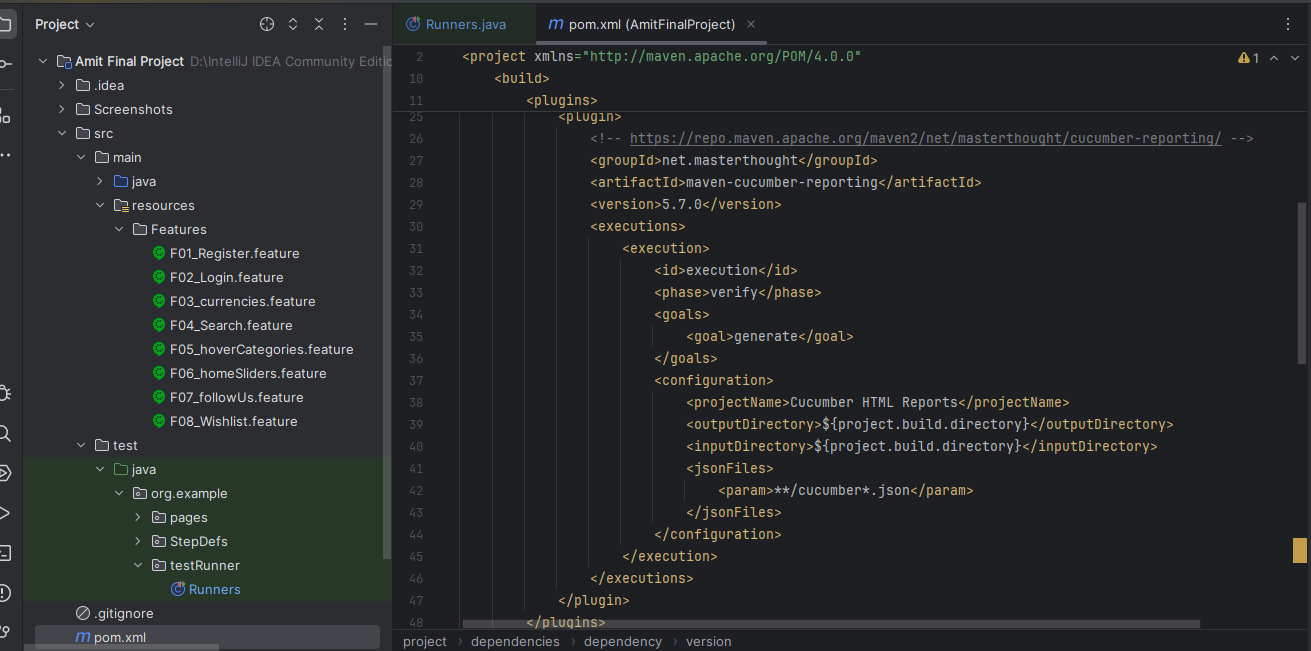 Project
Amit Final Project D:\IntelliJ IDEA Community Editic
.idea
Screenshots
src
main
java
resources
Features
F01_Register.feature
F02_Login.feature
F03_currencies.feature
F04_Search.feature
F05_hoverCategories.feature
F06_homeSliders.feature
F07_followUs.feature
F08_Wishlist.feature
test
java
org.example
pages
StepDefs
testRunner
Runners
.gitignore
pom.xml
Runners.java
pom.xml (AmitFinalProject)
1
2 <project xmlns="http://maven.apache.org/POM/4.0.0"
10 <build>
11 <plugins>
25 <plugin>
26 <!-- https://repo.maven.apache.org/maven2/net/masterthought/cucumber-reporting/ -->
27 <groupId>net.masterthought</groupId>
28 <artifactId>maven-cucumber-reporting</artifactId>
29 <version>5.7.0</version>
30 <executions>
31 <execution>
32 <id>execution</id>
33 <phase>verify</phase>
34 <goals>
35 <goal>generate</goal>
36 </goals>
37 <configuration>
38 <projectName>Cucumber HTML Reports</projectName>
39 <outputDirectory>${project.build.directory}</outputDirectory>
40 <inputDirectory>${project.build.directory}</inputDirectory>
41 <jsonFiles>
42 <param>**/cucumber*.json</param>
43 </jsonFiles>
44 </configuration>
45 </execution>
46 </executions>
47 </plugin>
48 </plugins>
project > dependencies > dependency > version